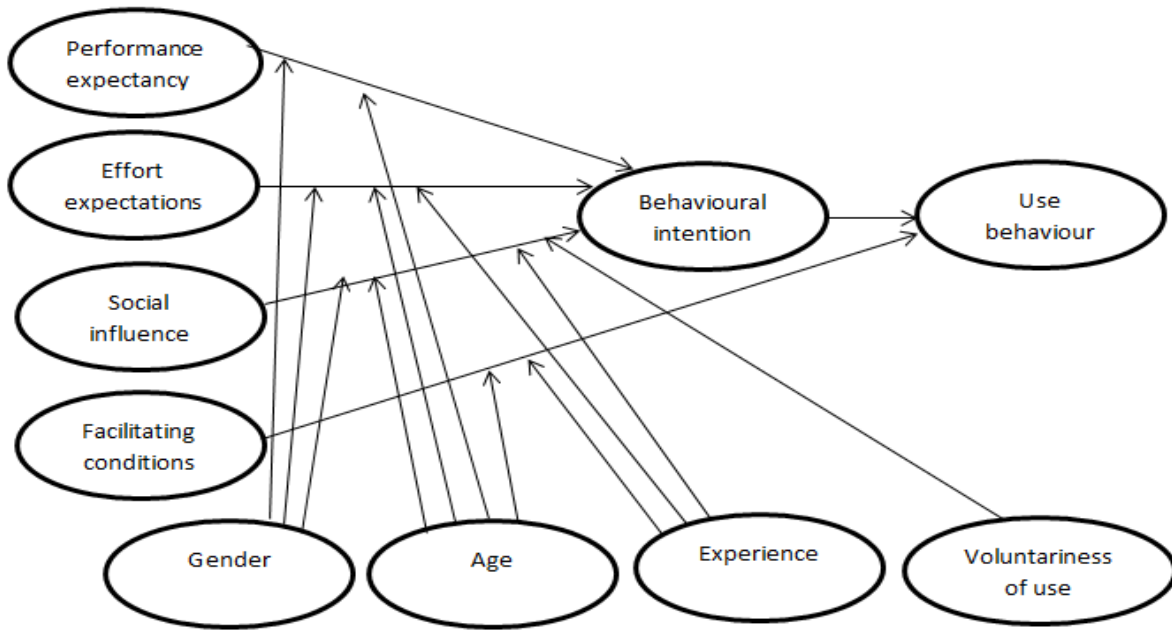 Performance
expectancy
Effort
expectations
Behavioural
intention
Use
behaviour
Social
influence
Facilitating
conditions
Gender
Age
Experience
Voluntariness
of use